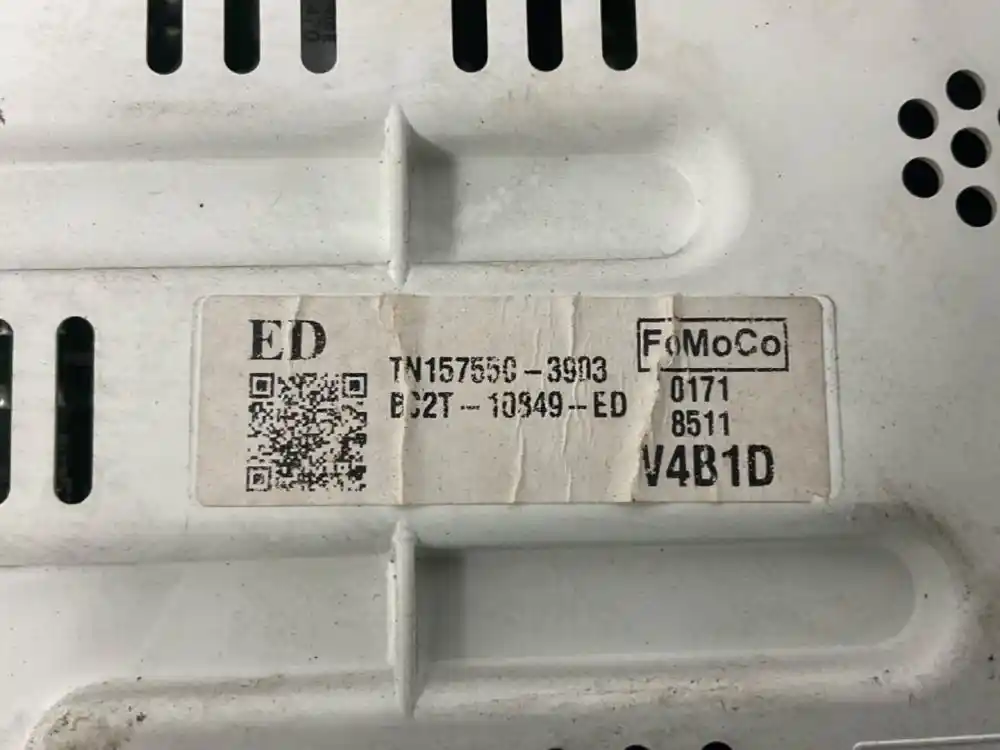 ED
FoMoCo
TN157550-3903
0171
BC2T-10849-ED
8511
V4B1D